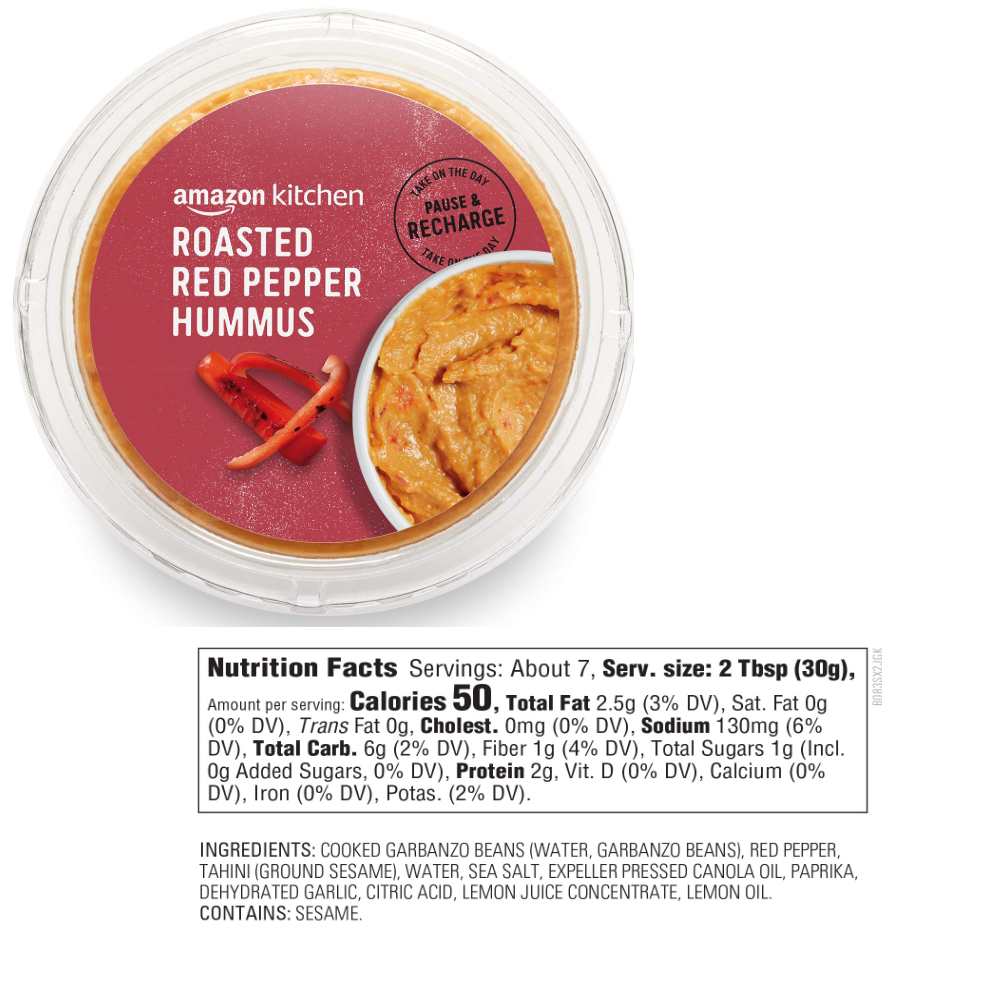 amazon kitchen
ROASTED
RED PEPPER
HUMMUS
TAKE ON THE DAY
PAUSE &
RECHARGE
TAKE ON THE DAY
Nutrition Facts Servings: About 7, Serv. size: 2 Tbsp (30g),
Amount per serving: Calories 50, Total Fat 2.5g (3% DV), Sat. Fat 0g
(0% DV), Trans Fat 0g, Cholest. 0mg (0% DV), Sodium 130mg (6%
DV), Total Carb. 6g (2% DV), Fiber 1g (4% DV), Total Sugars 1g (Incl.
0g Added Sugars, 0% DV), Protein 2g, Vit. D (0% DV), Calcium (0%
DV), Iron (0% DV), Potas. (2% DV).
B0R3SX2JGK
INGREDIENTS: COOKED GARBANZO BEANS (WATER, GARBANZO BEANS), RED PEPPER,
TAHINI (GROUND SESAME), WATER, SEA SALT, EXPELLER PRESSED CANOLA OIL, PAPRIKA,
DEHYDRATED GARLIC, CITRIC ACID, LEMON JUICE CONCENTRATE, LEMON OIL.
CONTAINS: SESAME.